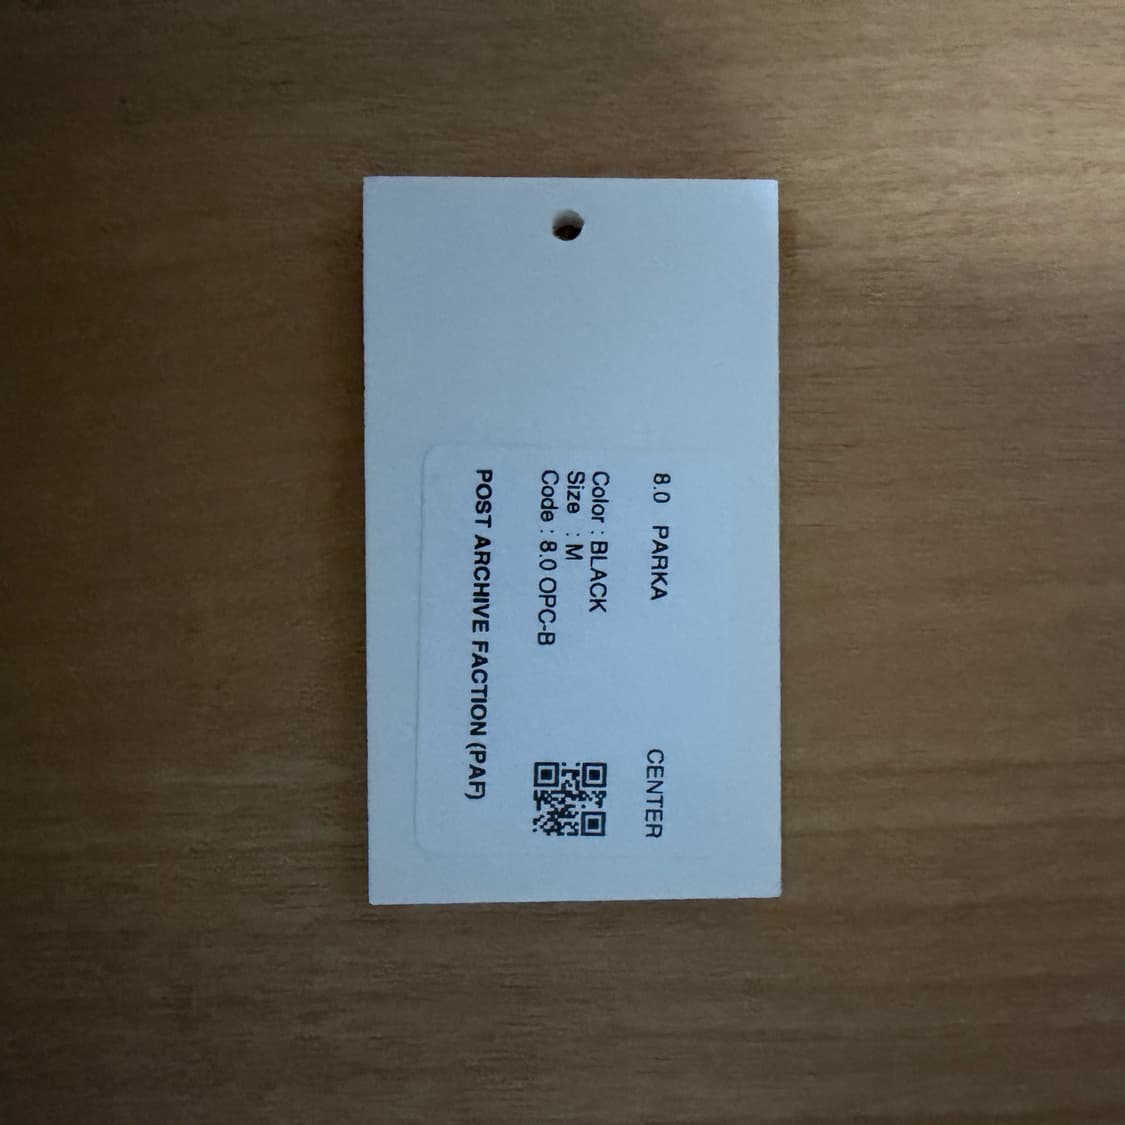 8.0 PARKA CENTER
Color : BLACK
Size : M
Code : 8.0 OPC-B
POST ARCHIVE FACTION (PAF)